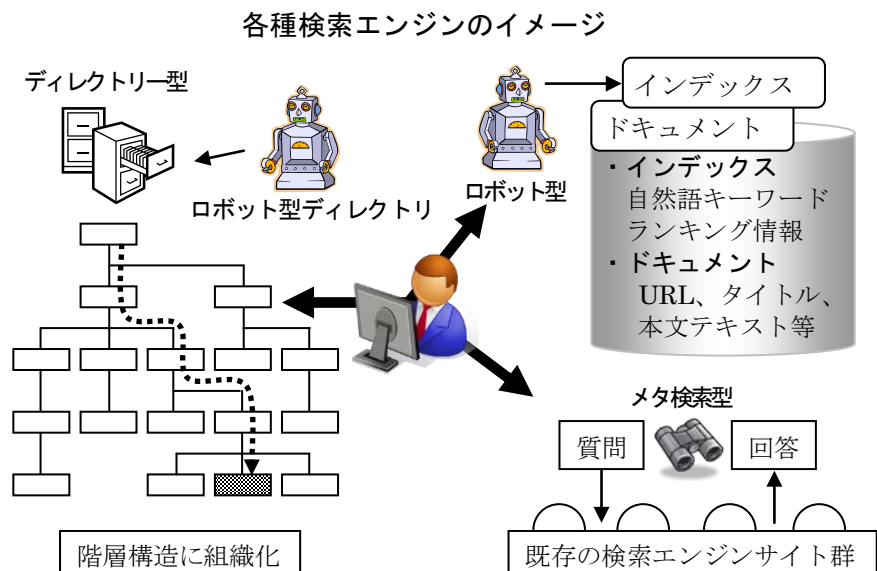 各種検索エンジンのイメージ
ディレクトリー型
ロボット型ディレクトリ
ロボット型
インデックス
ドキュメント
・インデックス
自然語キーワード
ランキング情報
・ドキュメント
URL、タイトル、
本文テキスト等
メタ検索型
質問
回答
階層構造に組織化
既存の検索エンジンサイト群